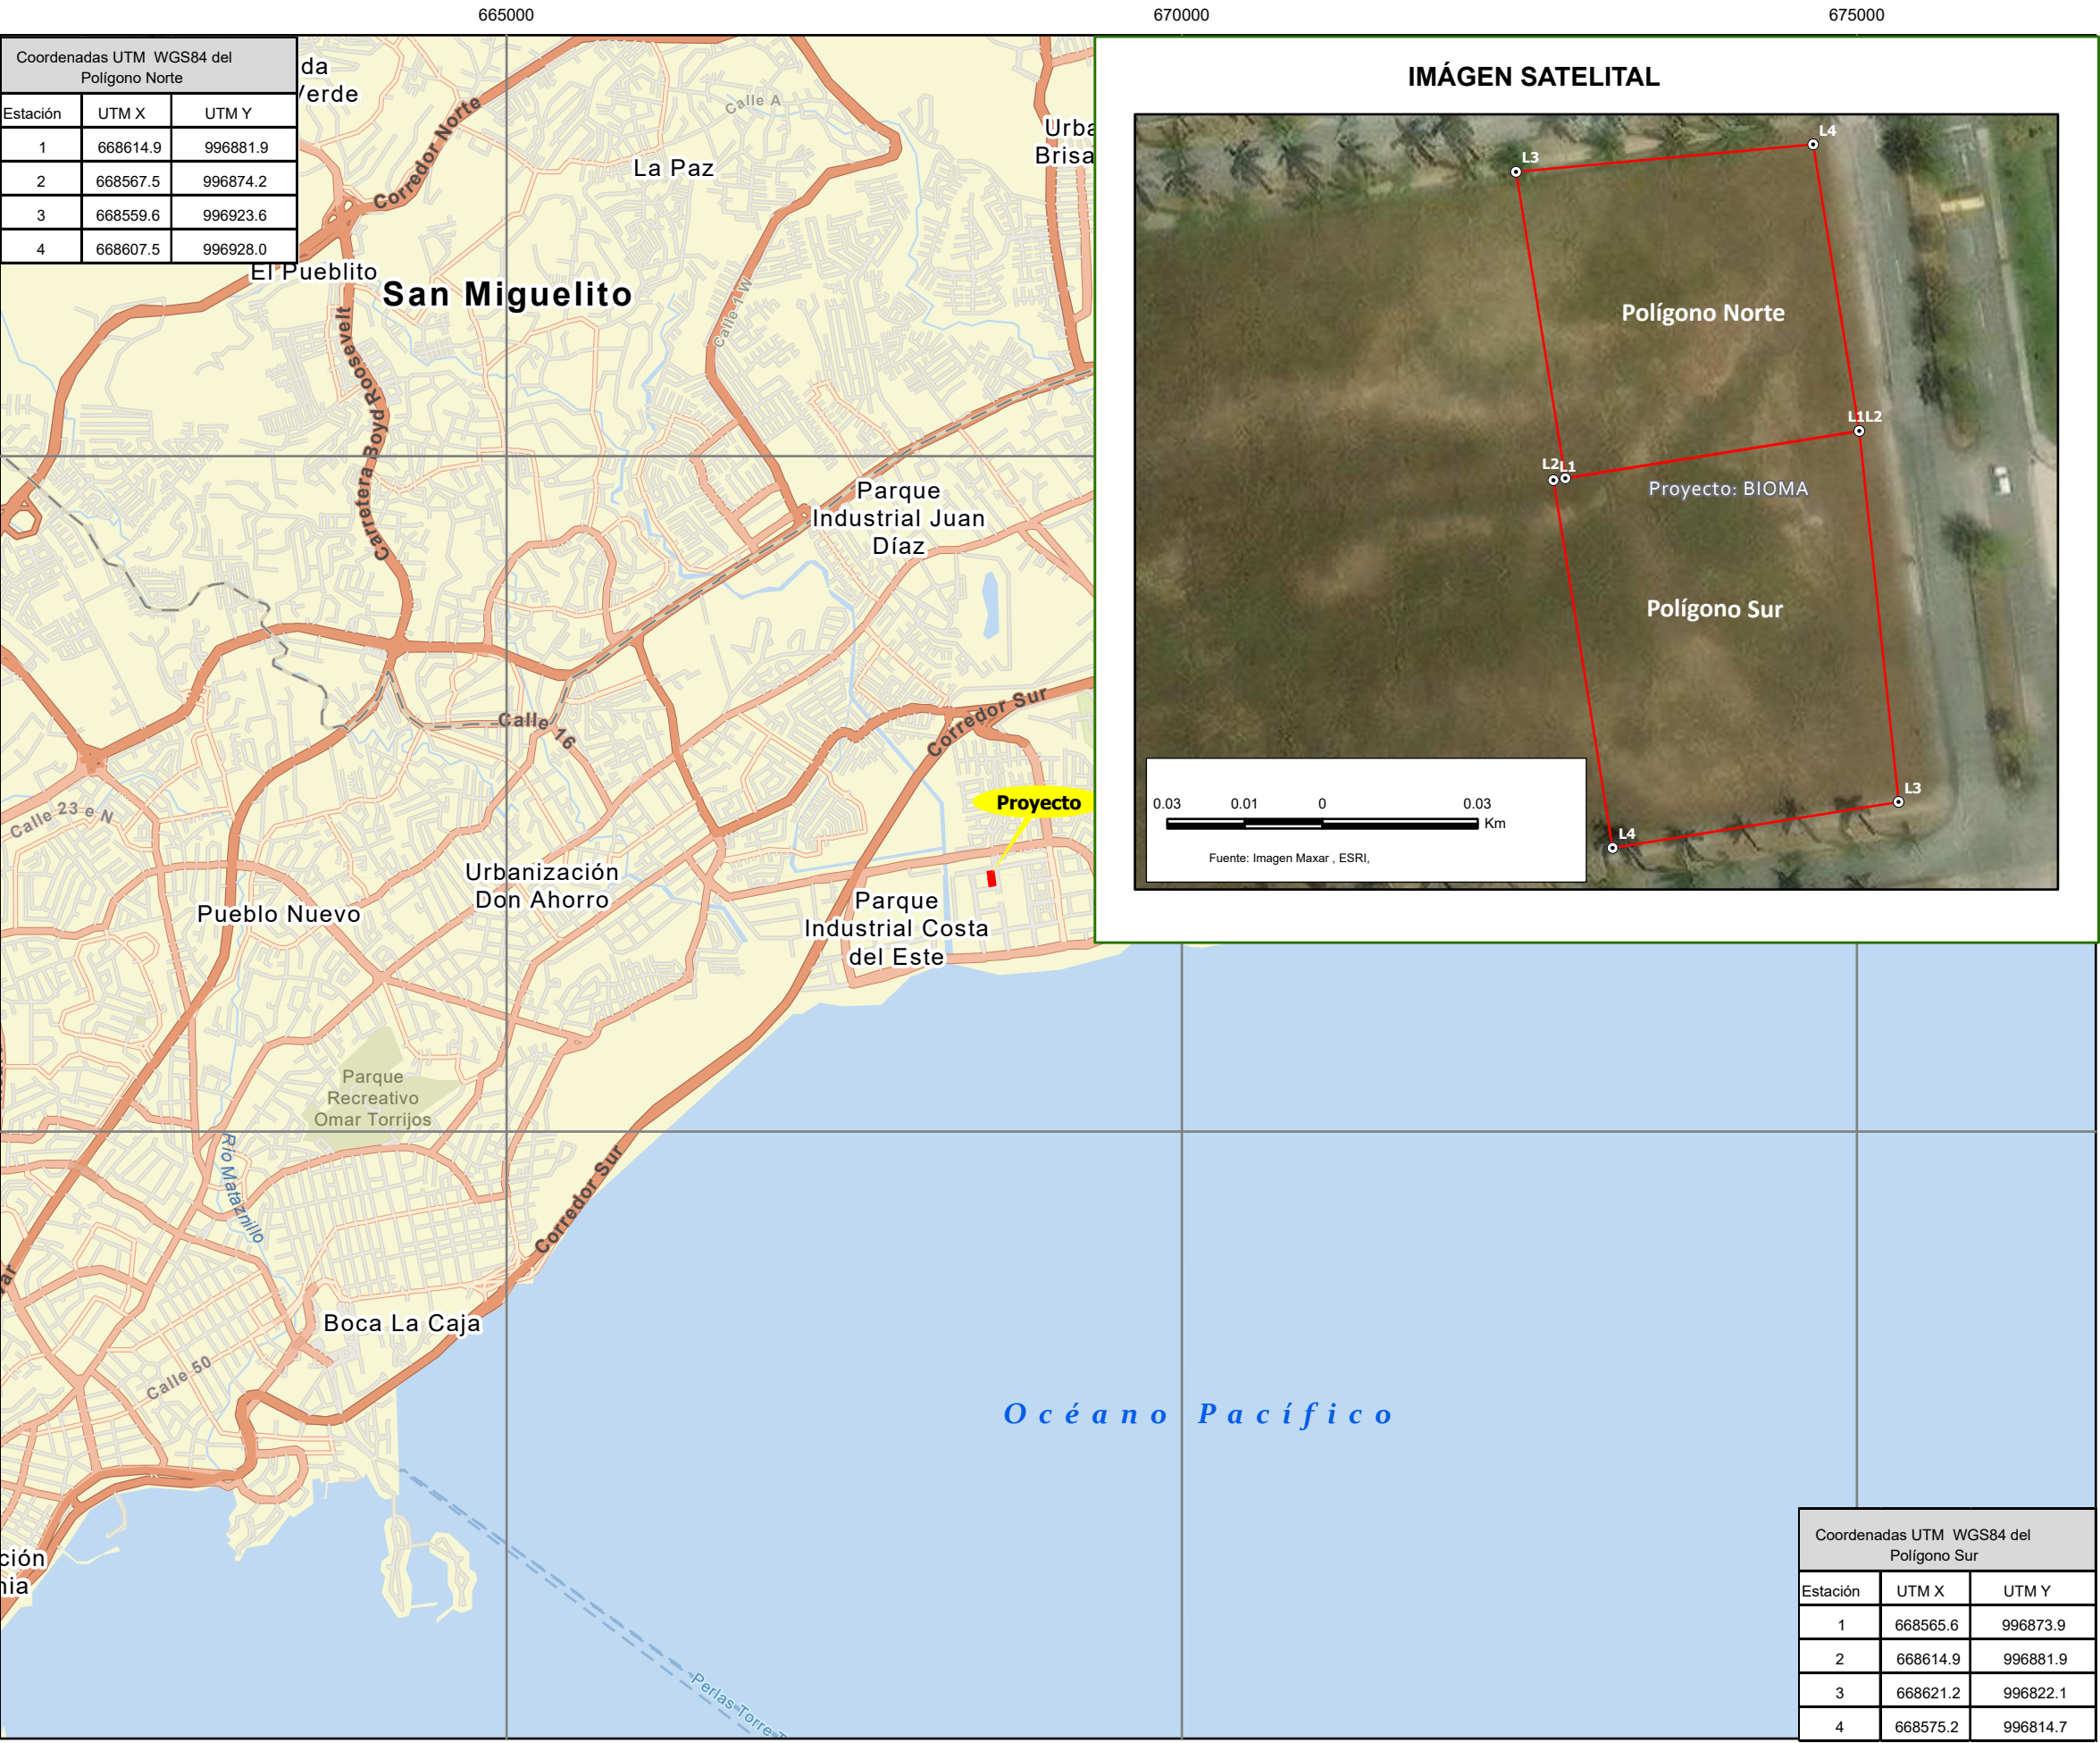 665000
670000
675000
Coordenadas UTM WGS84 del
Polígono Norte
Estación UTM X UTM Y
1 668614.9 996881.9
2 668567.5 996874.2
3 668559.6 996923.6
4 668607.5 996928.0
da
Verde
Corredor Norte
Calle A
La Paz
Urba
Brisa
El Pueblito
San Miguelito
Calle 1 W
Carretera Boyd Roosevelt
Parque
Industrial Juan
Díaz
Calle 16
Corredor Sur
Calle 23 e N
Proyecto
Urbanización
Don Ahorro
Pueblo Nuevo
Parque
Industrial Costa
del Este
Parque
Recreativo
Omar Torrijos
Río Mataznillo
Corredor Sur
Boca La Caja
Calle 50
Océano Pacífico
ción
nia
ar
Perlas Torre
IMÁGEN SATELITAL
L3
L4
Polígono Norte
L1L2
L2L1
Proyecto: BIOMA
Polígono Sur
L3
L4
0.03 0.01 0 0.03
Km
Fuente: Imagen Maxar , ESRI,
Coordenadas UTM WGS84 del
Polígono Sur
Estación UTM X UTM Y
1 668565.6 996873.9
2 668614.9 996881.9
3 668621.2 996822.1
4 668575.2 996814.7